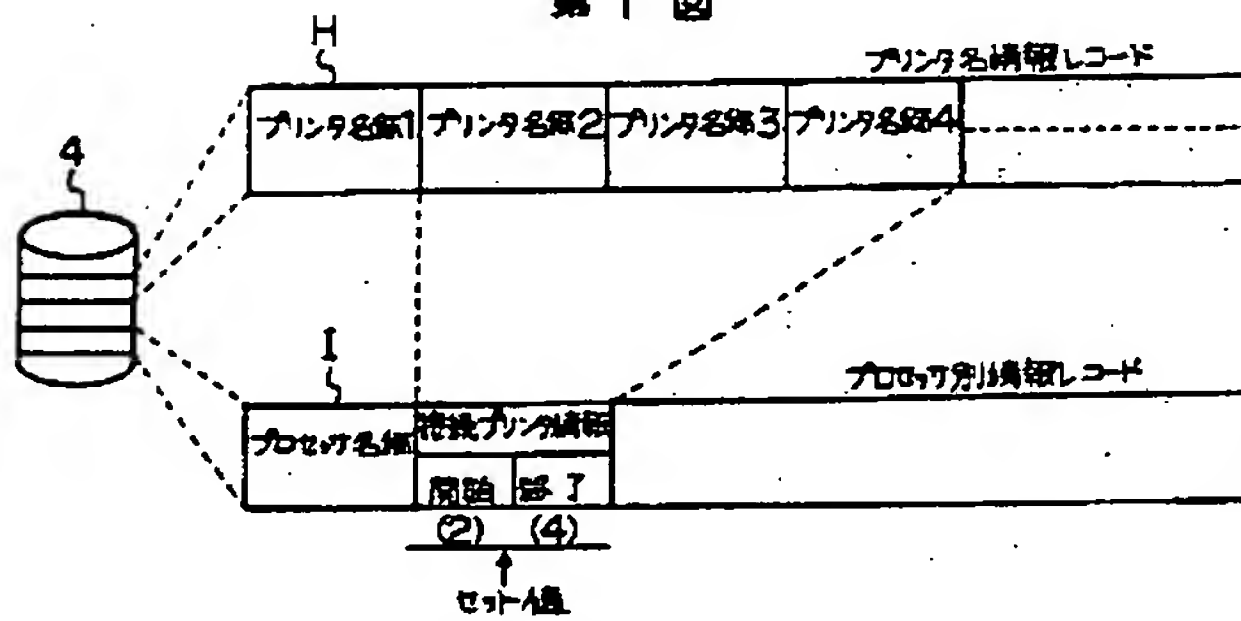 第 1 図
H
プリンタ名情報レコード
プリンタ名称1 プリンタ名称2 プリンタ名称3 プリンタ名称4
4
I
プロセッサ別情報レコード
プロセッサ名称 接続プリンタ情報
開始 終了
(2) (4)
セット値